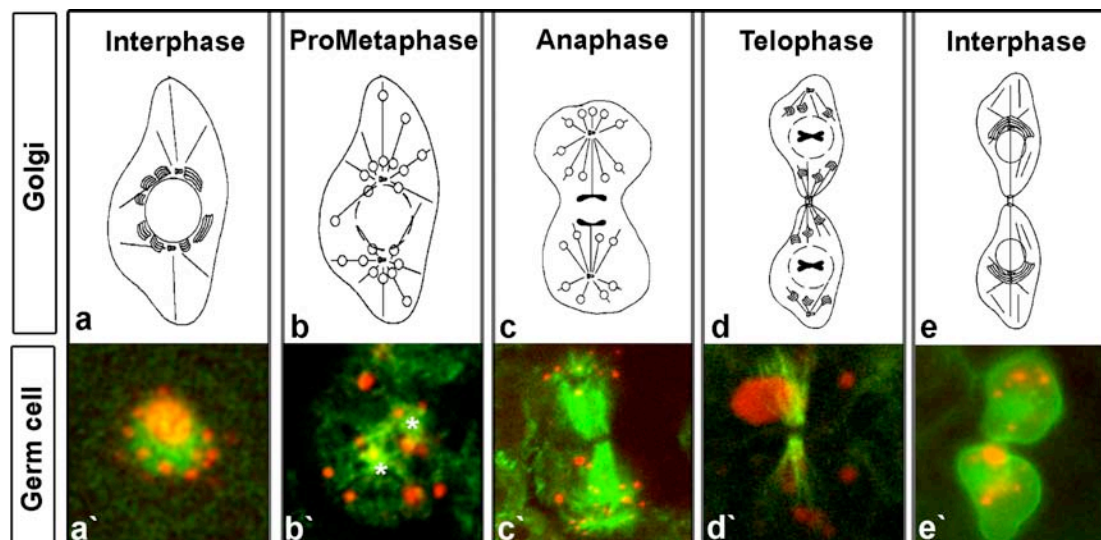 Interphase
ProMetaphase
Anaphase
Telophase
Interphase
Golgi
a
b
c
d
e
Germ cell
a`
b`
*
*
c`
d`
e`